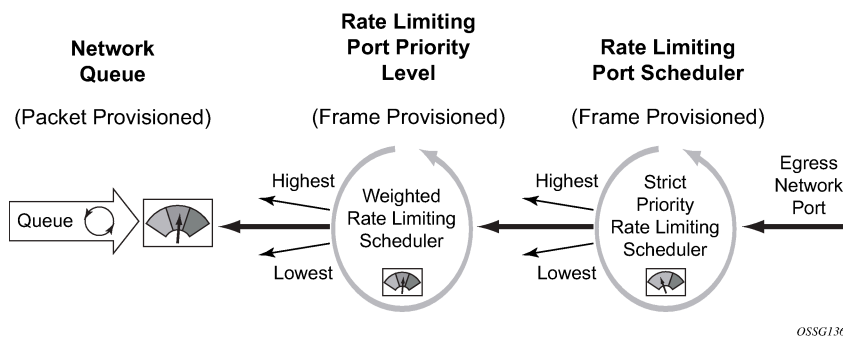 Network
Queue
(Packet Provisioned)
Rate Limiting
Port Priority
Level
(Frame Provisioned)
Rate Limiting
Port Scheduler
(Frame Provisioned)
Queue
Highest
Lowest
Weighted
Rate Limiting
Scheduler
Highest
Lowest
Strict
Priority
Rate Limiting
Scheduler
Egress
Network
Port
OSSG136